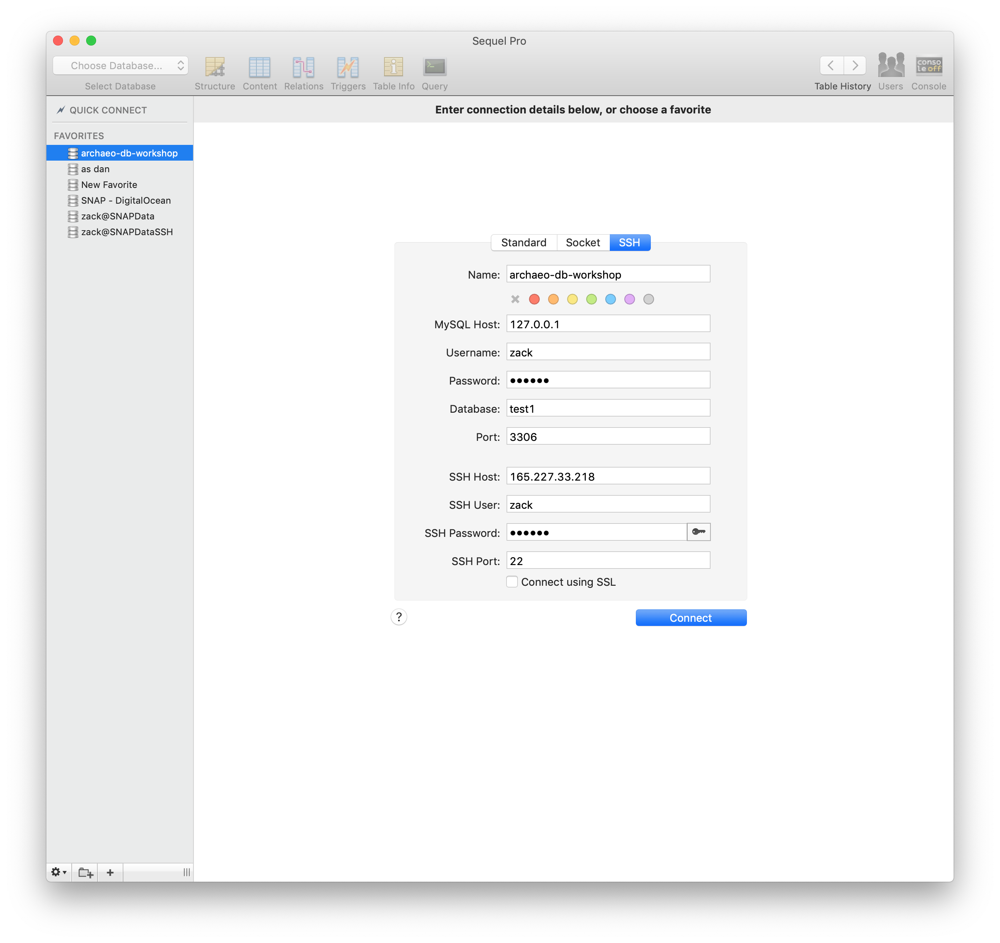 Sequel Pro
Choose Database...
Select Database
Structure
Content
Relations
Triggers
Table Info
Query
Table History
Users
conso
leoff
Console
QUICK CONNECT
FAVORITES
archaeo-db-workshop
as dan
New Favorite
SNAP - DigitalOcean
zack@SNAPData
zack@SNAPDataSSH
Enter connection details below, or choose a favorite
Standard
Socket
SSH
Name: archaeo-db-workshop
MySQL Host: 127.0.0.1
Username: zack
Password: ●●●●●●
Database: test1
Port: 3306
SSH Host: 165.227.33.218
SSH User: zack
SSH Password: ●●●●●●
SSH Port: 22
Connect using SSL
?
Connect